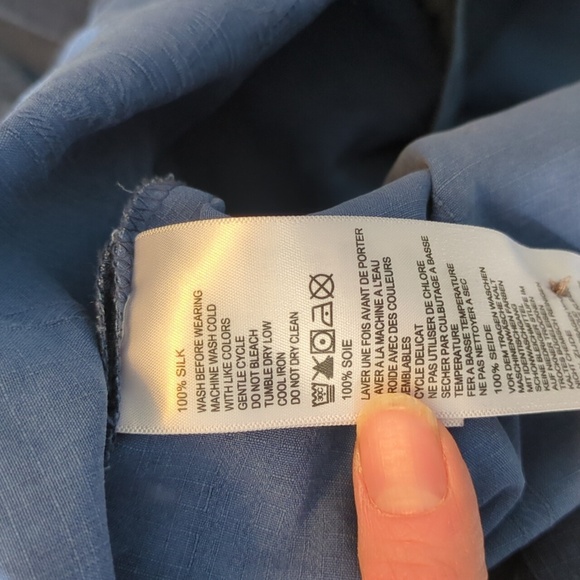 100% SILK
WASH BEFORE WEARING
MACHINE WASH COLD
WITH LIKE COLORS
GENTLE CYCLE
DO NOT BLEACH
TUMBLE DRY LOW
COOL IRON
DO NOT DRY CLEAN
100% SOIE
LAVER UNE FOIS AVANT DE PORTER
AVER A LA MACHINE A L'EAU
ROIDE AVEC DES COULEURS
EMBLABLES
CYCLE DELICAT
NE PAS UTILISER DE CHLORE
SECHER PAR CULBUTAGE A BASSE
TEMPERATURE
FER A BASSE TEMPERATURE
NE PAS NETTOYER A SEC
100% SEIDE
VOR DEM TRAGEN WASCHEN